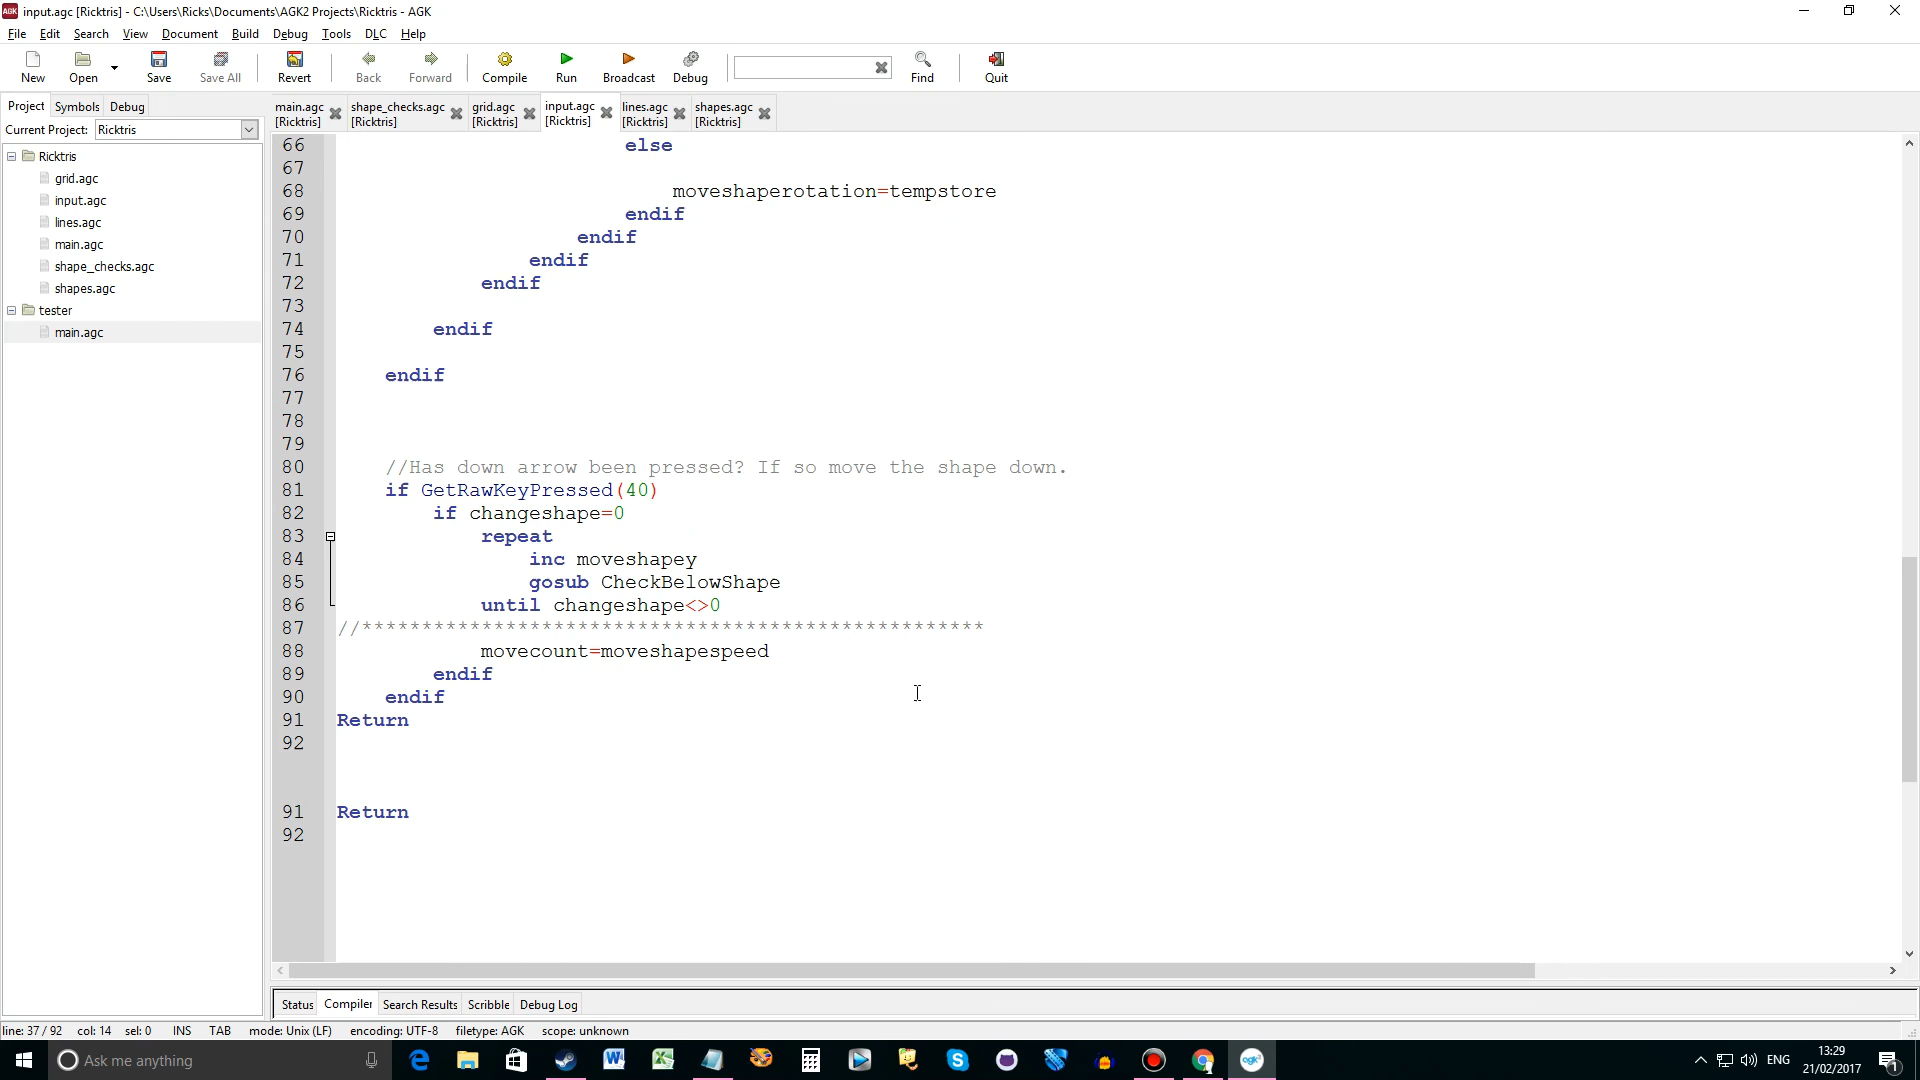 input.agc [Ricktris] - C:\Users\Ricks\Documents\AGK2 Projects\Ricktris - AGK
File Edit Search View Document Build Debug Tools DLC Help
New Open Save Save All Revert Back Forward Compile Run Broadcast Debug Find Quit
Project Symbols Debug
main.agc [Ricktris] shape_checks.agc [Ricktris] grid.agc [Ricktris] input.agc [Ricktris] lines.agc [Ricktris] shapes.agc [Ricktris]
Current Project: Ricktris
Ricktris
grid.agc
input.agc
lines.agc
main.agc
shape_checks.agc
shapes.agc
tester
main.agc
66 else
67
68 moveshaperotation=tempstore
69 endif
70 endif
71 endif
72 endif
73
74 endif
75
76 endif
77
78
79
80 //Has down arrow been pressed? If so move the shape down.
81 if GetRawKeyPressed(40)
82 if changeshape=0
83 repeat
84 inc moveshapey
85 gosub CheckBelowShape
86 until changeshape<>0
87 //****************************************************
88 movecount=moveshapespeed
89 endif
90 endif
91 Return
92
91 Return
92
Status Compiler Search Results Scribble Debug Log
line: 37 / 92 col: 14 sel: 0 INS TAB mode: Unix (LF) encoding: UTF-8 filetype: AGK scope: unknown
Ask me anything
ENG
13:29
21/02/2017
1